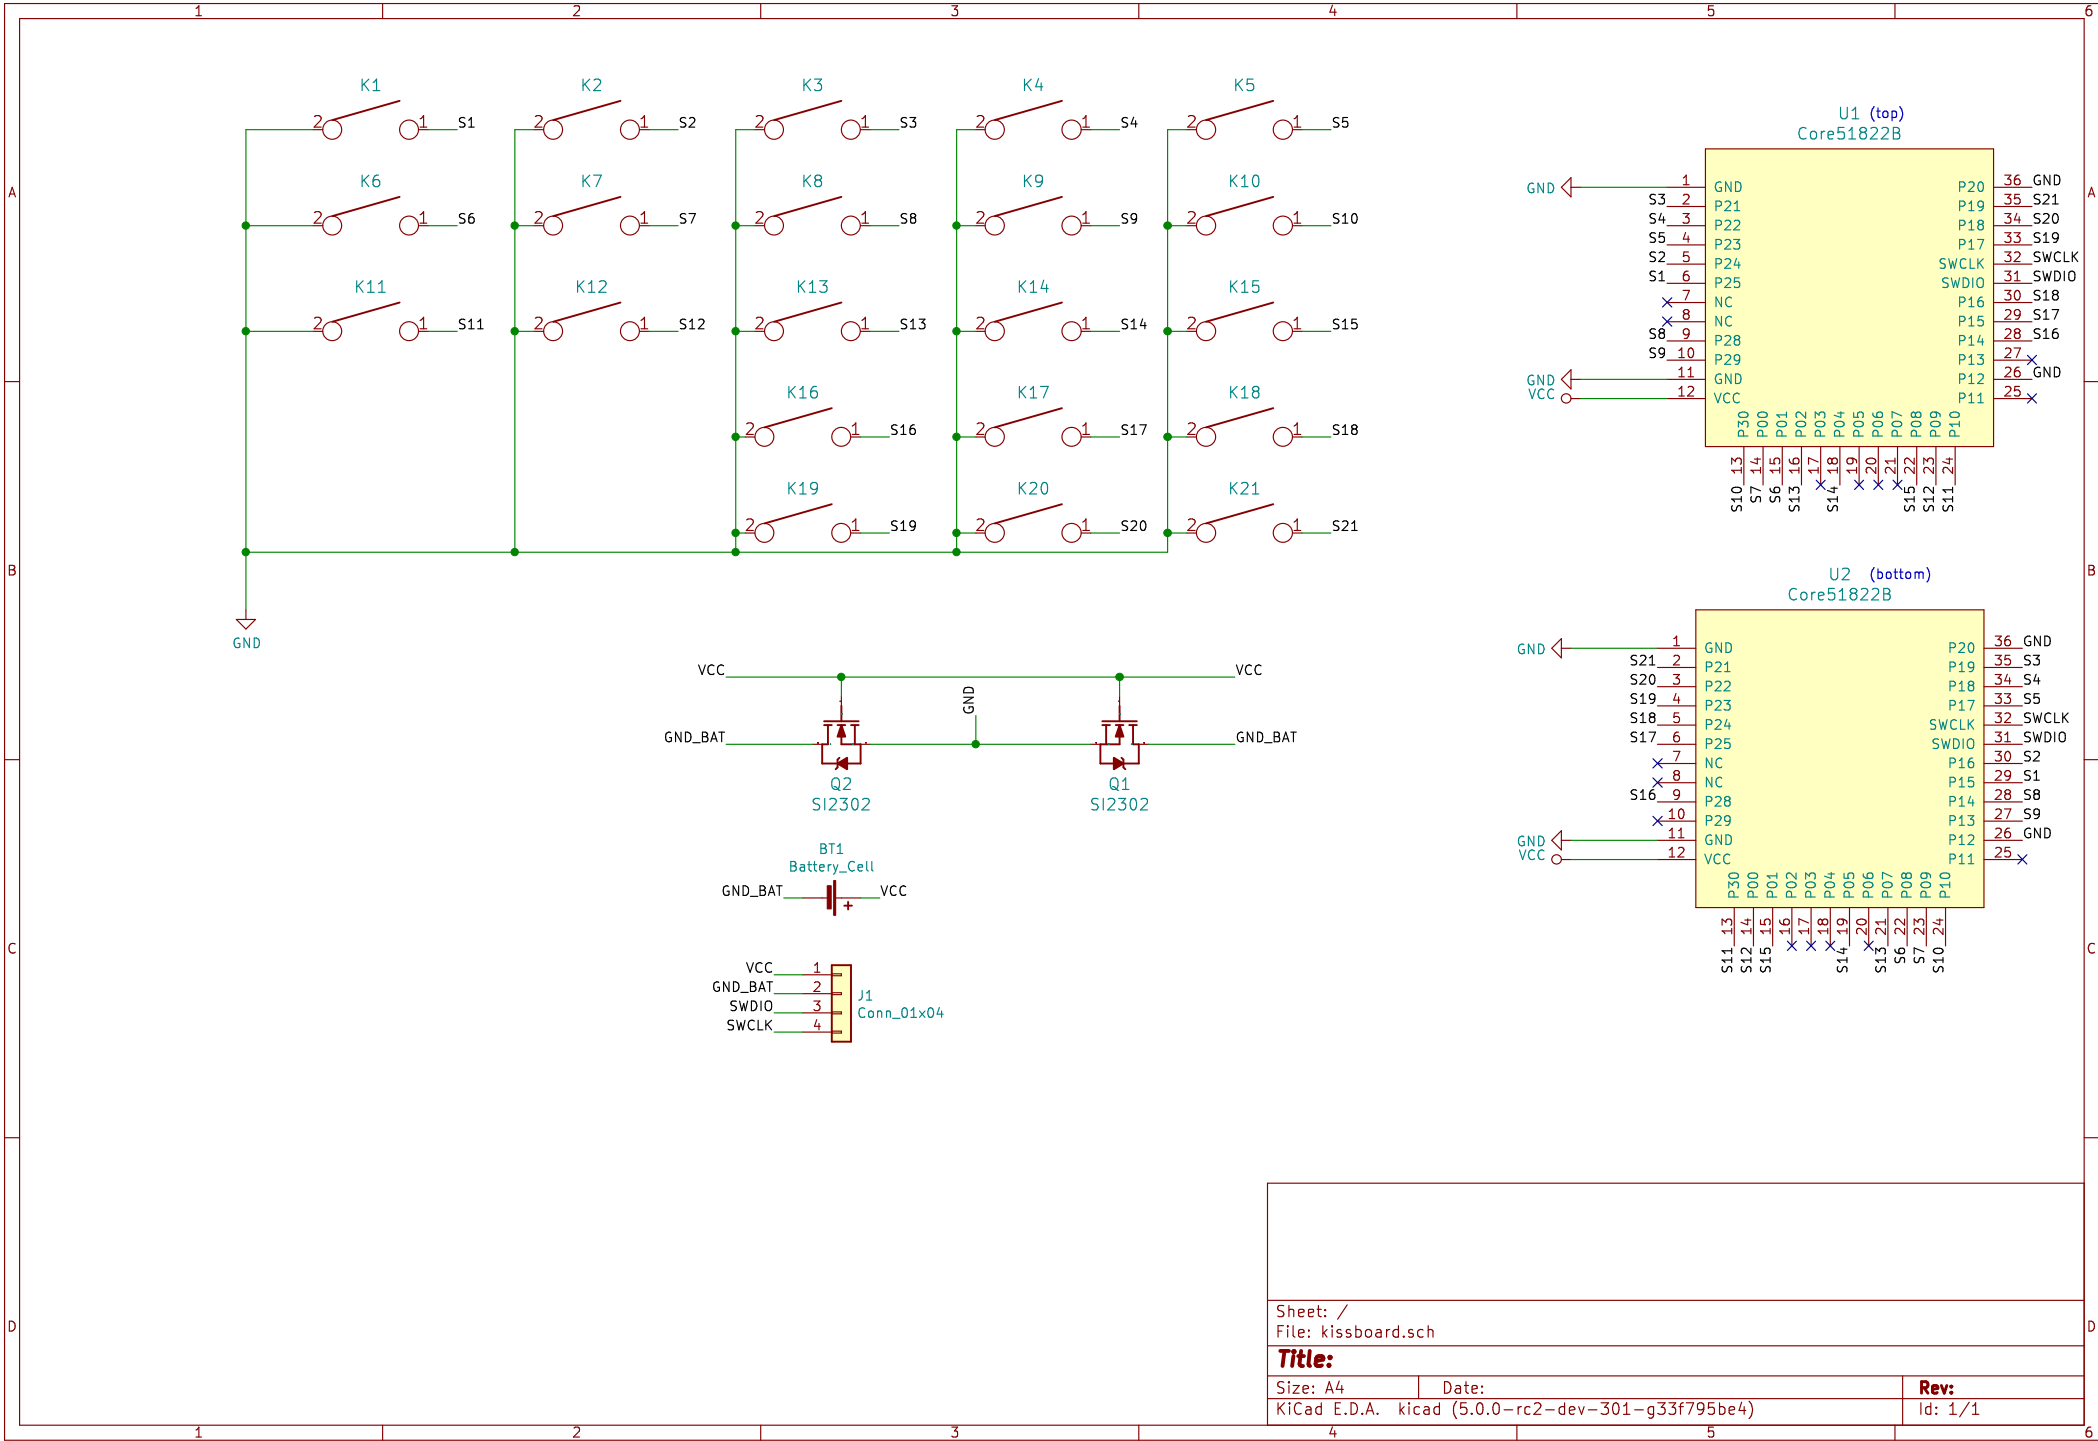 1 2 3 4 5 6
A A
B B
C C
D D
K1 K2 K3 K4 K5
2 1 S1 2 1 S2 2 1 S3 2 1 S4 2 1 S5
K6 K7 K8 K9 K10
2 1 S6 2 1 S7 2 1 S8 2 1 S9 2 1 S10
K11 K12 K13 K14 K15
2 1 S11 2 1 S12 2 1 S13 2 1 S14 2 1 S15
K16 K17 K18
2 1 S16 2 1 S17 2 1 S18
K19 K20 K21
2 1 S19 2 1 S20 2 1 S21
GND
U1 (top)
Core51822B
GND 1 GND P20 36 GND
S3 2 P21 P19 35 S21
S4 3 P22 P18 34 S20
S5 4 P23 P17 33 S19
S2 5 P24 SWCLK 32 SWCLK
S1 6 P25 SWDIO 31 SWDIO
7 NC P16 30 S18
8 NC P15 29 S17
S8 9 P28 P14 28 S16
S9 10 P29 P13 27
GND 11 GND P12 26 GND
VCC 12 VCC P11 25
P30 P00 P01 P02 P03 P04 P05 P06 P07 P08 P09 P10
13 14 15 16 17 18 19 20 21 22 23 24
S10 S7 S6 S13 S14 S15 S12 S11
U2 (bottom)
Core51822B
GND 1 GND P20 36 GND
S21 2 P21 P19 35 S3
S20 3 P22 P18 34 S4
S19 4 P23 P17 33 S5
S18 5 P24 SWCLK 32 SWCLK
S17 6 P25 SWDIO 31 SWDIO
7 NC P16 30 S2
8 NC P15 29 S1
S16 9 P28 P14 28 S8
10 P29 P13 27 S9
GND 11 GND P12 26 GND
VCC 12 VCC P11 25
P30 P00 P01 P02 P03 P04 P05 P06 P07 P08 P09 P10
13 14 15 16 17 18 19 20 21 22 23 24
S11 S12 S15 S14 S13 S6 S7 S10
VCC VCC
GND
GND_BAT GND_BAT
Q2 Q1
SI2302 SI2302
BT1
Battery_Cell
GND_BAT + VCC
VCC 1
GND_BAT 2
SWDIO 3
SWCLK 4
J1
Conn_01x04
Sheet: /
File: kissboard.sch
Title:
Size: A4 Date: Rev:
KiCad E.D.A. kicad (5.0.0-rc2-dev-301-g33f795be4) Id: 1/1
1 2 3 4 5 6